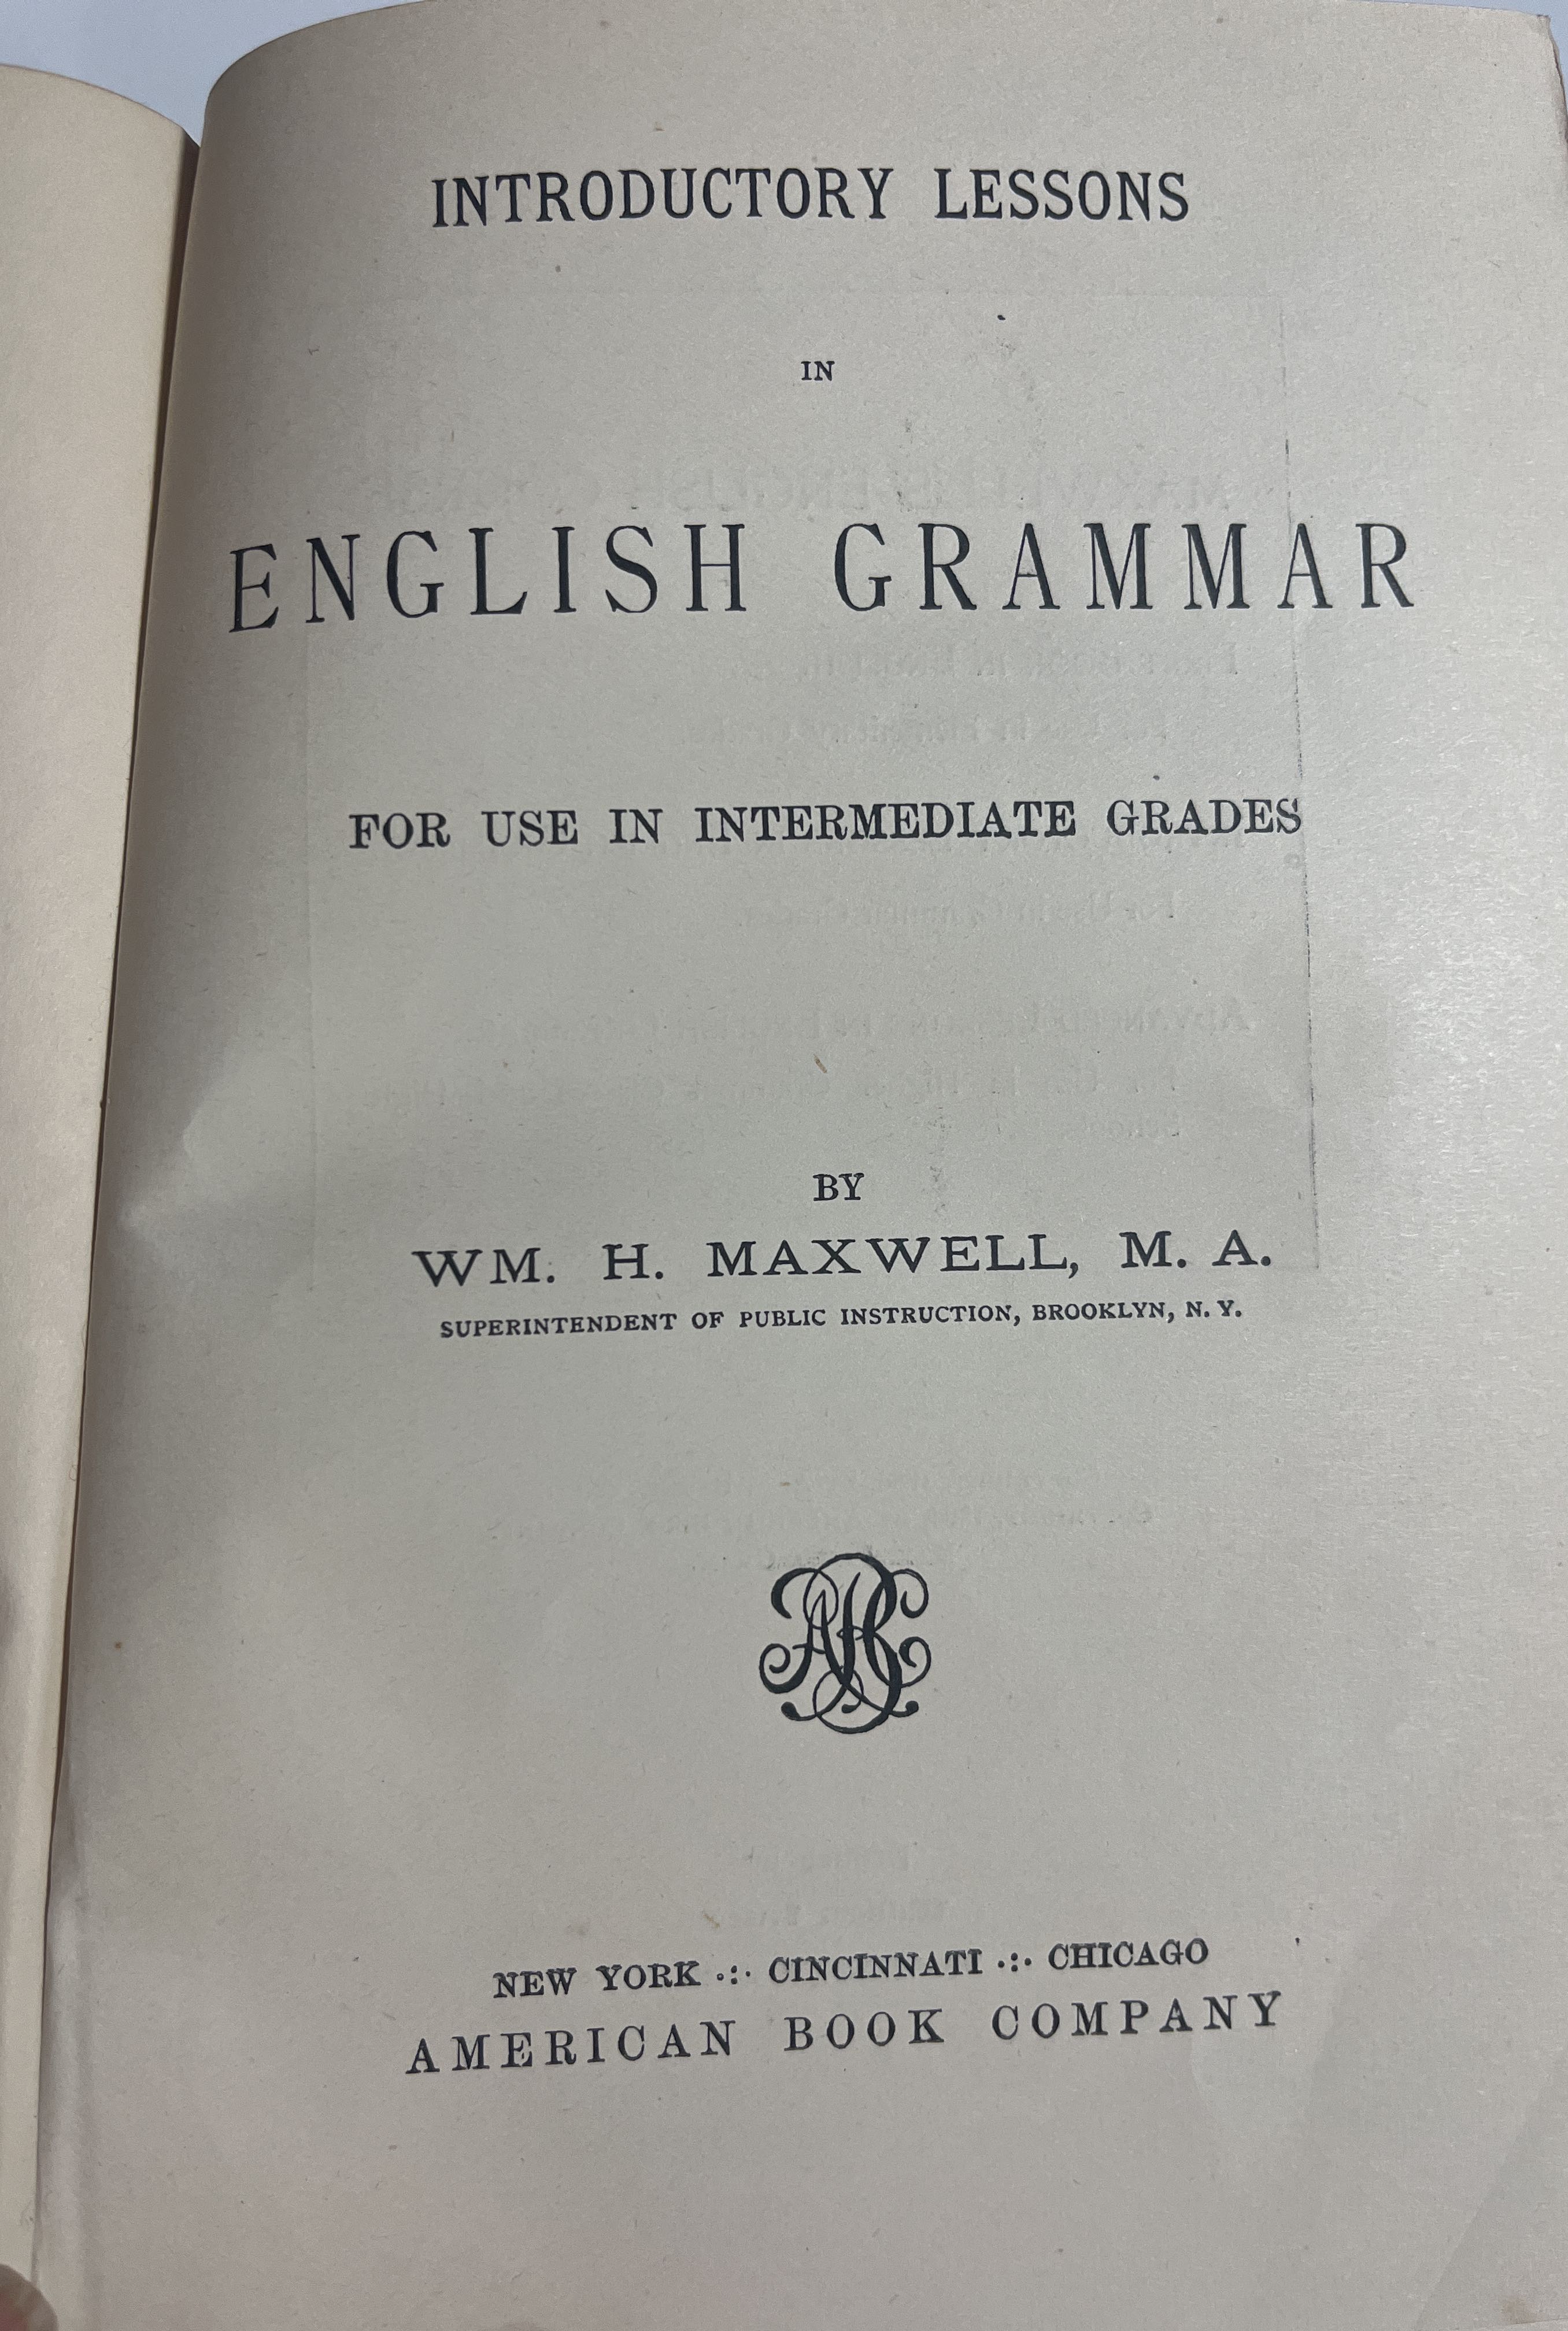 INTRODUCTORY LESSONS
IN
ENGLISH GRAMMAR
FOR USE IN INTERMEDIATE GRADES
BY
WM. H. MAXWELL, M. A.
SUPERINTENDENT OF PUBLIC INSTRUCTION, BROOKLYN, N. Y.
ABC
NEW YORK .:. CINCINNATI .:. CHICAGO
AMERICAN BOOK COMPANY